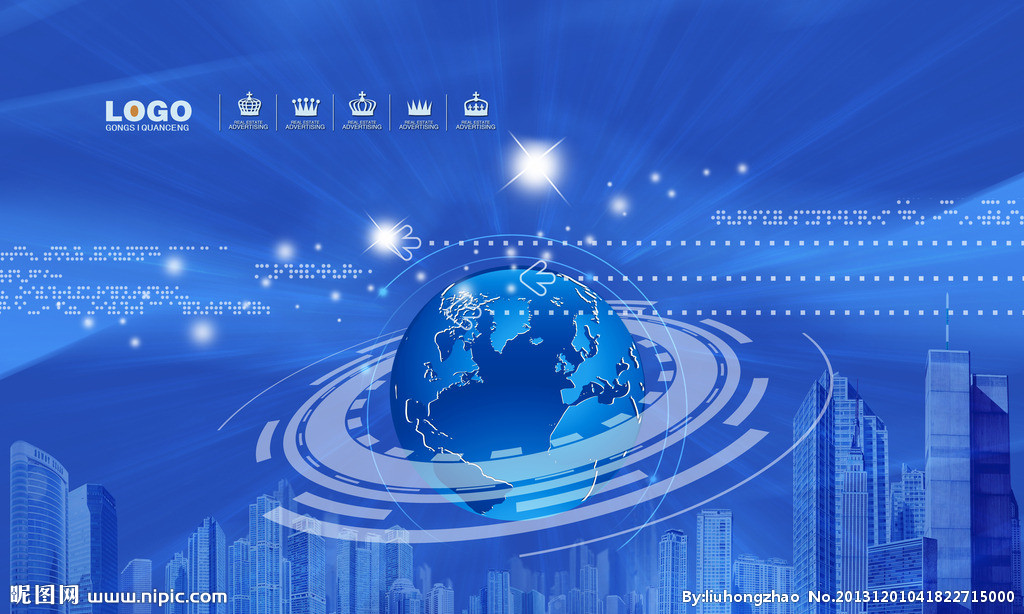 LOGO
GONGS I QUANCENG
REAL ESTATE
ADVERTISING
REAL ESTATE
ADVERTISING
REAL ESTATE
ADVERTISING
REAL ESTATE
ADVERTISING
REAL ESTATE
ADVERTISING
昵图网 www.nipic.com
By:liuhongzhao No.20131201041822715000